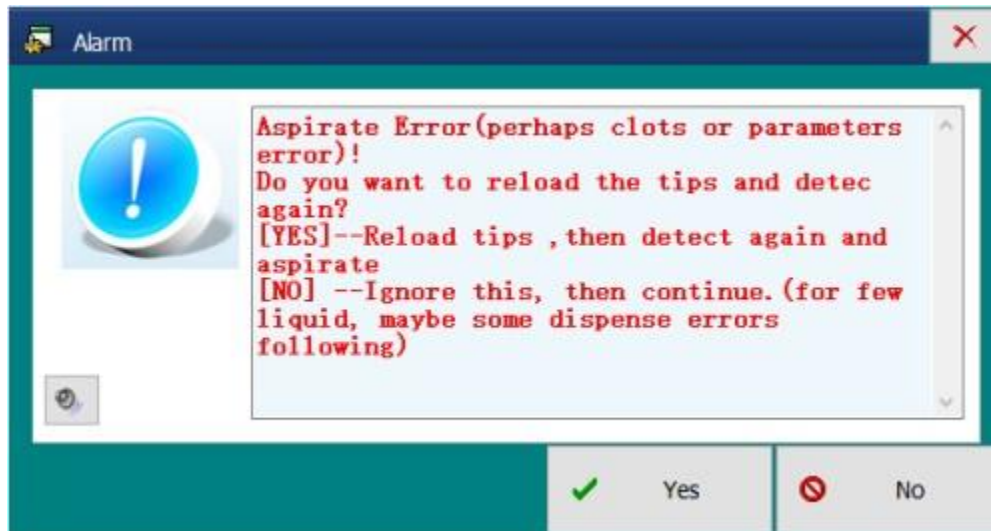 Alarm
Aspirate Error(perhaps clots or parameters
error)!
Do you want to reload the tips and detec
again?
[YES]--Reload tips ,then detect again and
aspirate
[NO] --Ignore this, then continue.(for few
liquid, maybe some dispense errors
following)
Yes
No